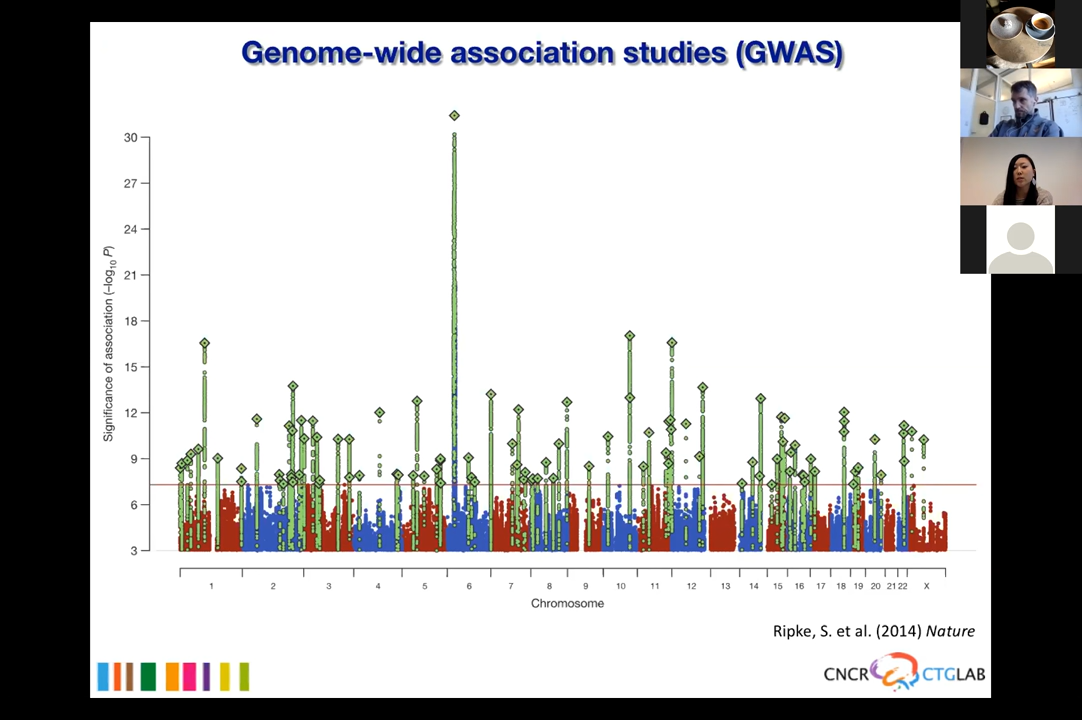 Genome-wide association studies (GWAS)
30
27
24
21
18
15
12
9
6
3
Significance of association (–log10 P)
1 2 3 4 5 6 7 8 9 10 11 12 13 14 15 16 17 18 19 20 21 22 X
Chromosome
Ripke, S. et al. (2014) Nature
CNCR CTGLAB